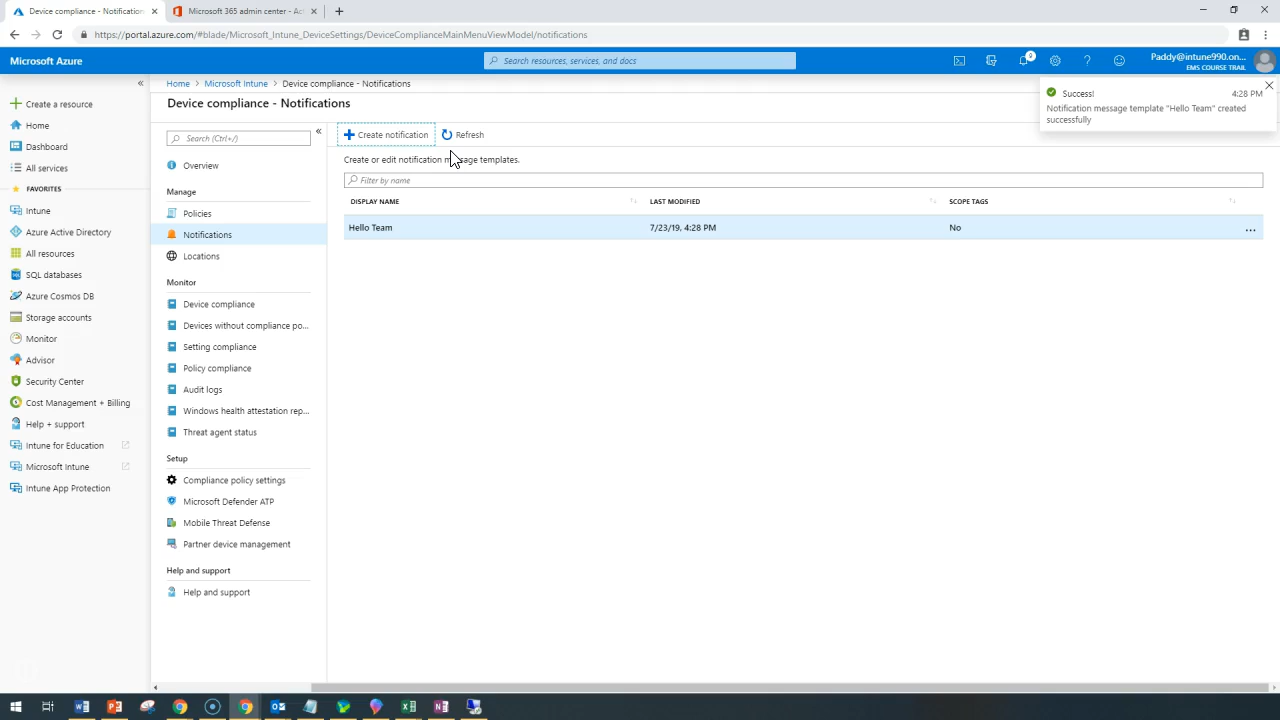 Device compliance - Notification
Microsoft 365 admin center - Ac
https://portal.azure.com/#blade/Microsoft_Intune_DeviceSettings/DeviceComplianceMainMenuViewModel/notifications
Microsoft Azure
Search resources, services, and docs
9
Paddy@intune990.on...
EMS COURSE TRAIL
Home > Microsoft Intune > Device compliance - Notifications
Device compliance - Notifications
Success!
4:28 PM
Notification message template "Hello Team" created
successfully
Create a resource
Home
Dashboard
All services
FAVORITES
Intune
Azure Active Directory
All resources
SQL databases
Azure Cosmos DB
Storage accounts
Monitor
Advisor
Security Center
Cost Management + Billing
Help + support
Intune for Education
Microsoft Intune
Intune App Protection
Search (Ctrl+/)
Overview
Manage
Policies
Notifications
Locations
Monitor
Device compliance
Devices without compliance po...
Setting compliance
Policy compliance
Audit logs
Windows health attestation rep...
Threat agent status
Setup
Compliance policy settings
Microsoft Defender ATP
Mobile Threat Defense
Partner device management
Help and support
Help and support
Create notification
Refresh
Create or edit notification message templates.
Filter by name
DISPLAY NAME
LAST MODIFIED
SCOPE TAGS
Hello Team
7/23/19, 4:28 PM
No
...